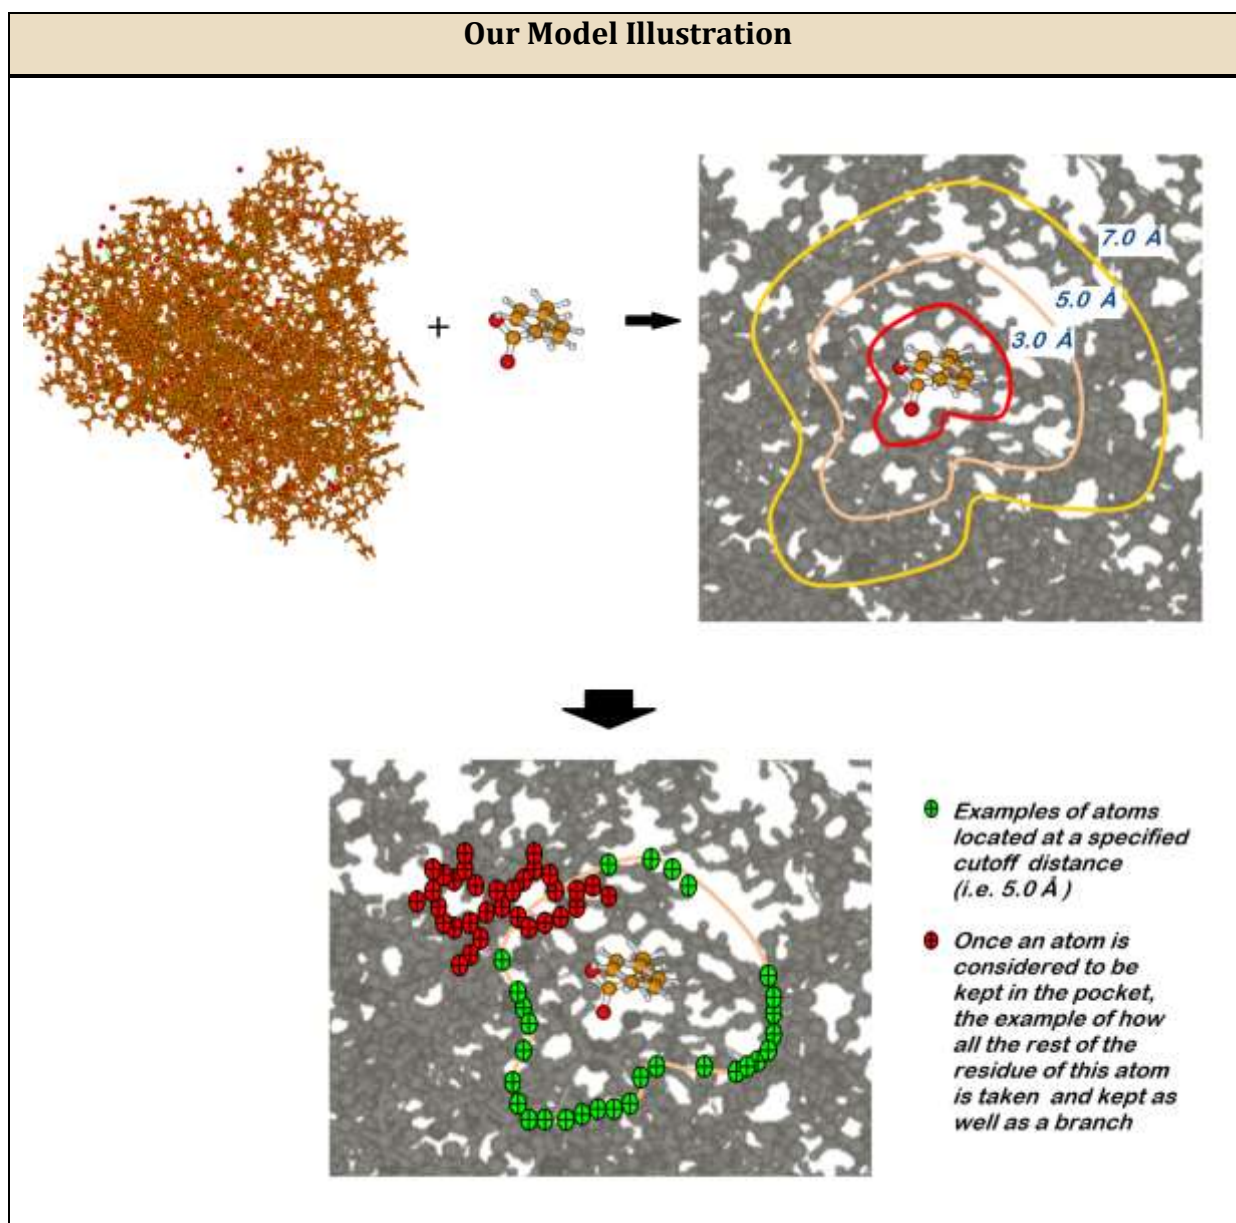 Our Model Illustration
+
7.0 Å
5.0 Å
3.0 Å
Examples of atoms
located at a specified
cutoff distance
(i.e. 5.0 Å )
Once an atom is
considered to be
kept in the pocket,
the example of how
all the rest of the
residue of this atom
is taken and kept as
well as a branch